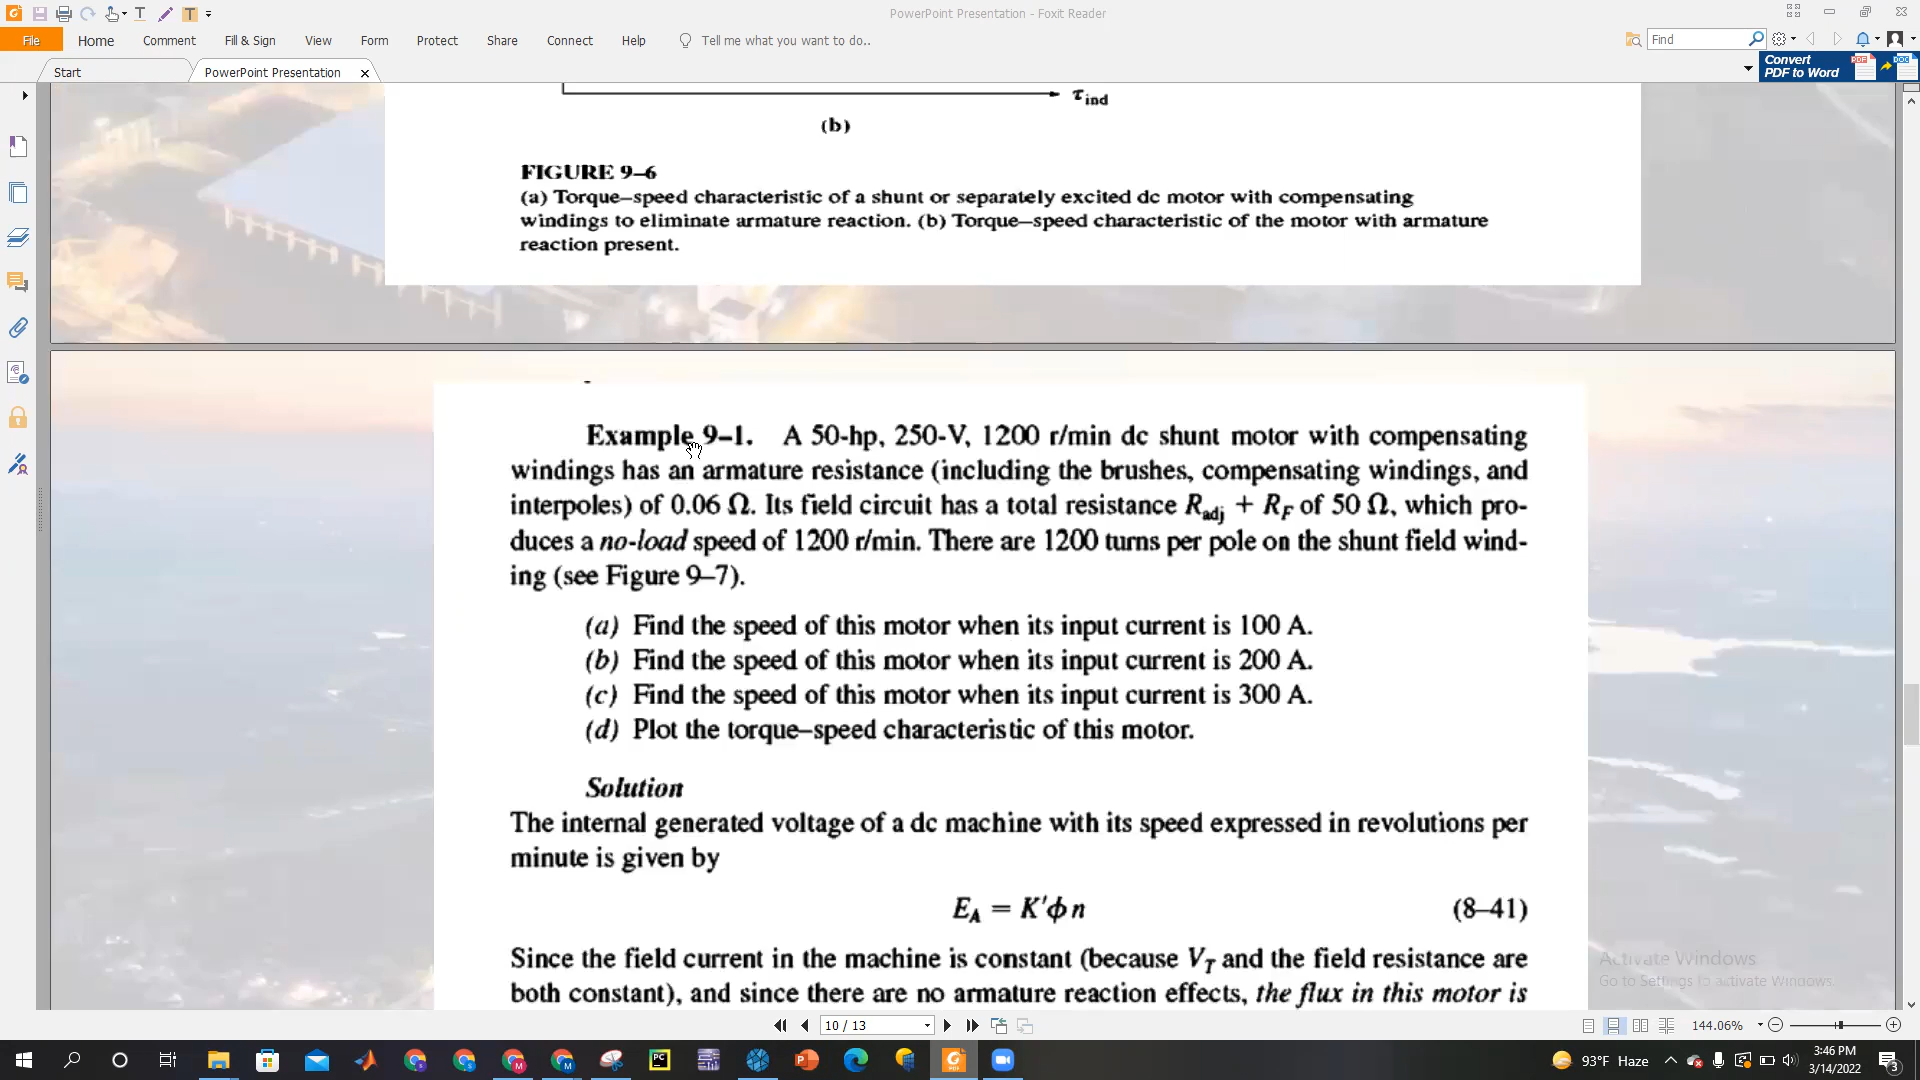 PowerPoint Presentation - Foxit Reader
File Home Comment Fill & Sign View Form Protect Share Connect Help Tell me what you want to do.. Find
Start PowerPoint Presentation
Convert
PDF to Word
τind
(b)
FIGURE 9–6
(a) Torque–speed characteristic of a shunt or separately excited dc motor with compensating
windings to eliminate armature reaction. (b) Torque–speed characteristic of the motor with armature
reaction present.
Example 9–1. A 50-hp, 250-V, 1200 r/min dc shunt motor with compensating
windings has an armature resistance (including the brushes, compensating windings, and
interpoles) of 0.06 Ω. Its field circuit has a total resistance Radj + RF of 50 Ω, which pro-
duces a no-load speed of 1200 r/min. There are 1200 turns per pole on the shunt field wind-
ing (see Figure 9–7).
(a) Find the speed of this motor when its input current is 100 A.
(b) Find the speed of this motor when its input current is 200 A.
(c) Find the speed of this motor when its input current is 300 A.
(d) Plot the torque–speed characteristic of this motor.
Solution
The internal generated voltage of a dc machine with its speed expressed in revolutions per
minute is given by
EA = K'ϕn (8–41)
Since the field current in the machine is constant (because VT and the field resistance are
both constant), and since there are no armature reaction effects, the flux in this motor is
Activate Windows
Go to Settings to activate Windows.
10 / 13
144.06%
93°F Haze
3:46 PM
3/14/2022